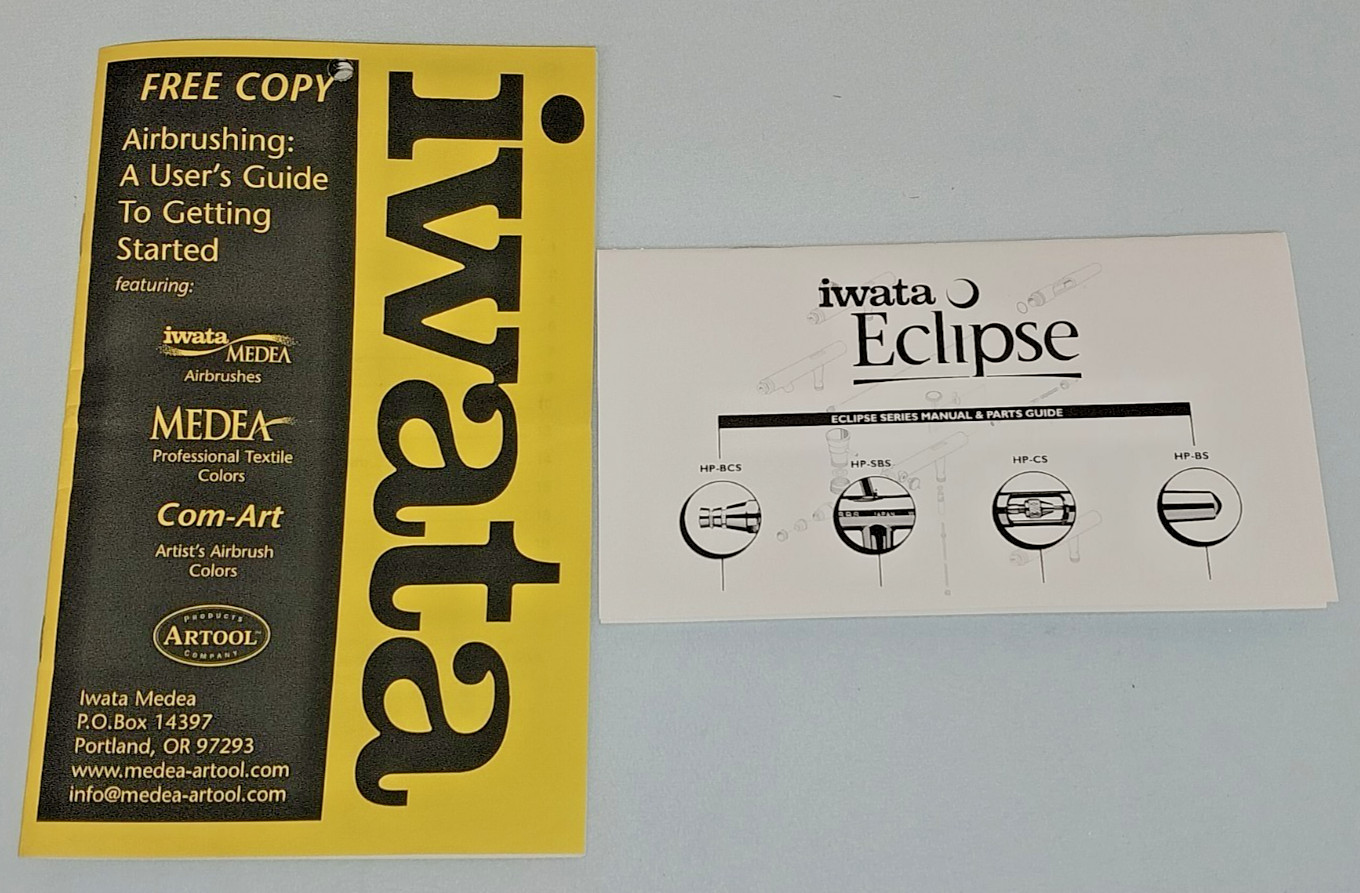 FREE COPY
Airbrushing:
A User's Guide
To Getting
Started
featuring:
iwata
MEDEA
Airbrushes
MEDEA
Professional Textile
Colors
Com-Art
Artist's Airbrush
Colors
PRODUCTS
ARTOOL™
COMPANY
Iwata Medea
P.O.Box 14397
Portland, OR 97293
www.medea-artool.com
info@medea-artool.com
iwata
iwata
Eclipse
ECLIPSE SERIES MANUAL & PARTS GUIDE
HP-BCS
HP-SBS
HP-CS
HP-BS
JAPAN